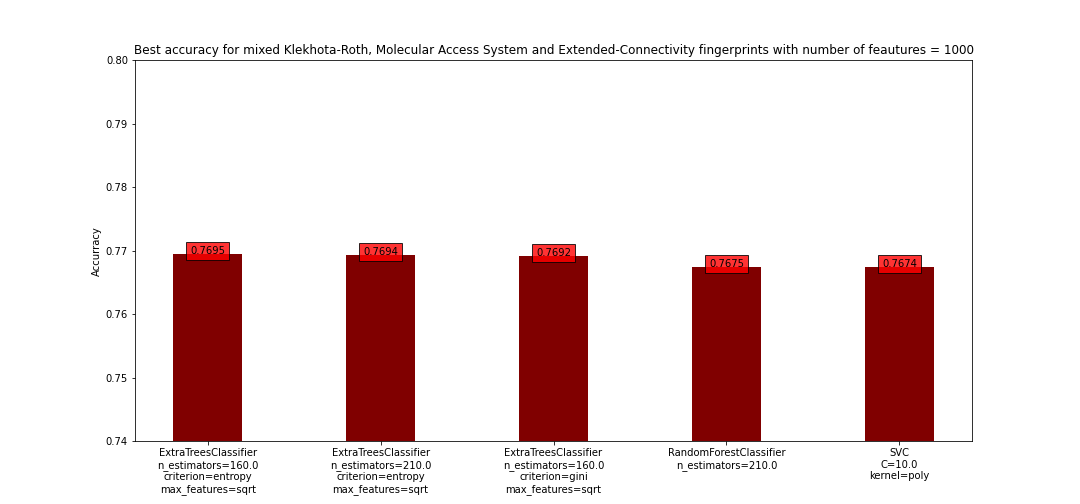 Best accuracy for mixed Klekhota-Roth, Molecular Access System and Extended-Connectivity fingerprints with number of feautures = 1000
0.80
0.79
0.78
0.77
0.76
0.75
0.74
Accurracy
0.7695
0.7694
0.7692
0.7675
0.7674
ExtraTreesClassifier
n_estimators=160.0
criterion=entropy
max_features=sqrt
ExtraTreesClassifier
n_estimators=210.0
criterion=entropy
max_features=sqrt
ExtraTreesClassifier
n_estimators=160.0
criterion=gini
max_features=sqrt
RandomForestClassifier
n_estimators=210.0
SVC
C=10.0
kernel=poly